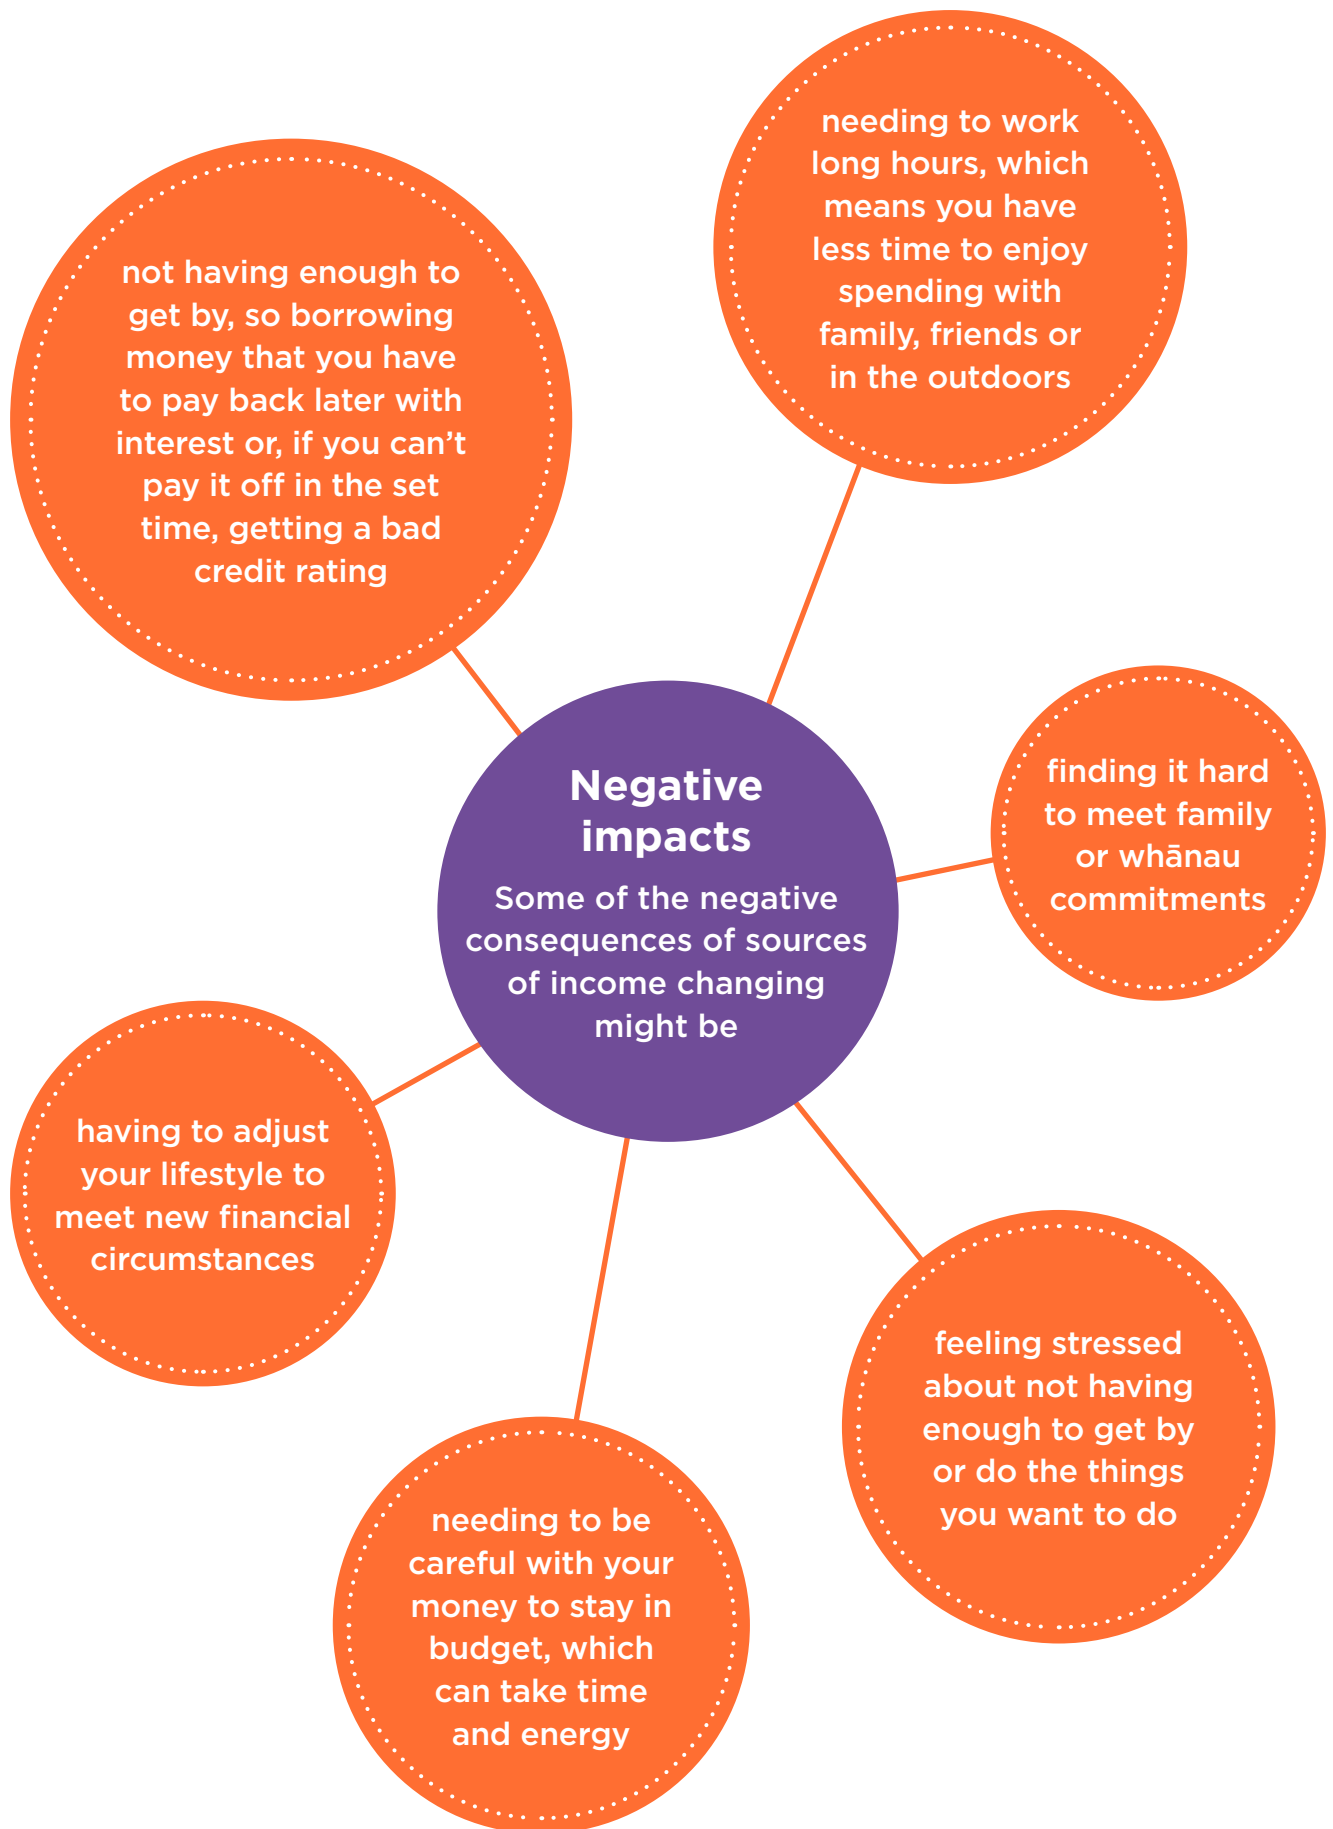 needing to work
long hours, which
means you have
less time to enjoy
spending with
family, friends or
in the outdoors
not having enough to
get by, so borrowing
money that you have
to pay back later with
interest or, if you can’t
pay it off in the set
time, getting a bad
credit rating
Negative
impacts
Some of the negative
consequences of sources
of income changing
might be
finding it hard
to meet family
or whānau
commitments
having to adjust
your lifestyle to
meet new financial
circumstances
feeling stressed
about not having
enough to get by
or do the things
you want to do
needing to be
careful with your
money to stay in
budget, which
can take time
and energy